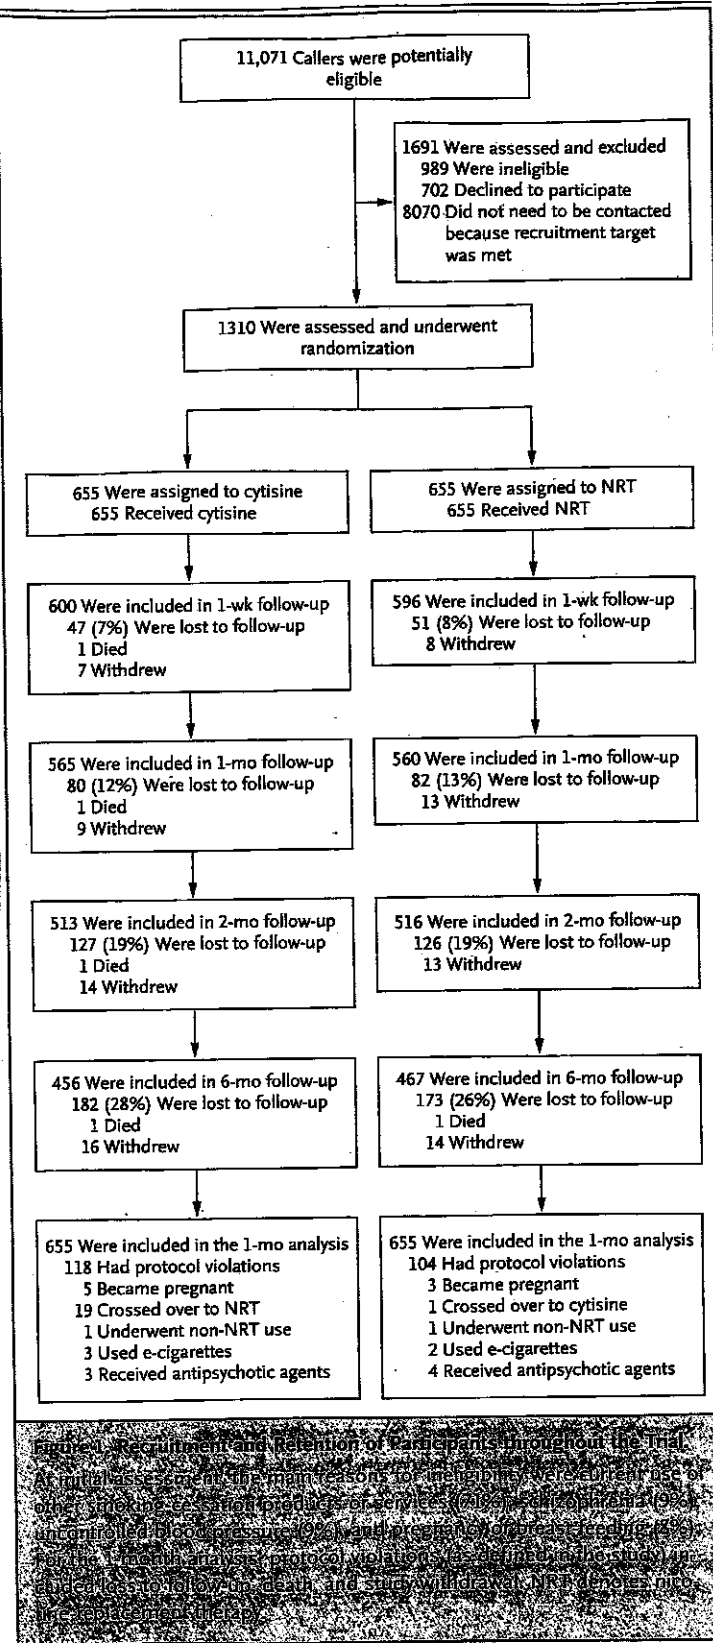 11,071 Callers were potentially
eligible
1691 Were assessed and excluded
989 Were ineligible
702 Declined to participate
8070 Did not need to be contacted
because recruitment target
was met
1310 Were assessed and underwent
randomization
655 Were assigned to cytisine
655 Received cytisine
655 Were assigned to NRT
655 Received NRT
600 Were included in 1-wk follow-up
47 (7%) Were lost to follow-up
1 Died
7 Withdrew
596 Were included in 1-wk follow-up
51 (8%) Were lost to follow-up
8 Withdrew
565 Were included in 1-mo follow-up
80 (12%) Were lost to follow-up
1 Died
9 Withdrew
560 Were included in 1-mo follow-up
82 (13%) Were lost to follow-up
13 Withdrew
513 Were included in 2-mo follow-up
127 (19%) Were lost to follow-up
1 Died
14 Withdrew
516 Were included in 2-mo follow-up
126 (19%) Were lost to follow-up
13 Withdrew
456 Were included in 6-mo follow-up
182 (28%) Were lost to follow-up
1 Died
16 Withdrew
467 Were included in 6-mo follow-up
173 (26%) Were lost to follow-up
1 Died
14 Withdrew
655 Were included in the 1-mo analysis
118 Had protocol violations
5 Became pregnant
19 Crossed over to NRT
1 Underwent non-NRT use
3 Used e-cigarettes
3 Received antipsychotic agents
655 Were included in the 1-mo analysis
104 Had protocol violations
3 Became pregnant
1 Crossed over to cytisine
1 Underwent non-NRT use
2 Used e-cigarettes
4 Received antipsychotic agents
Figure 1. Recruitment and Retention of Participants throughout the Trial.
At initial assessment, the main reasons for ineligibility were current use of
other smoking-cessation products or services schizophrenia (9%),
uncontrolled blood pressure (9%), and pregnancy or breast-feeding
For the 1-month analysis, protocol violations (as defined in the study) in-
cluded loss to follow-up, death, and study withdrawal. NRT denotes nico-
tine-replacement therapy.